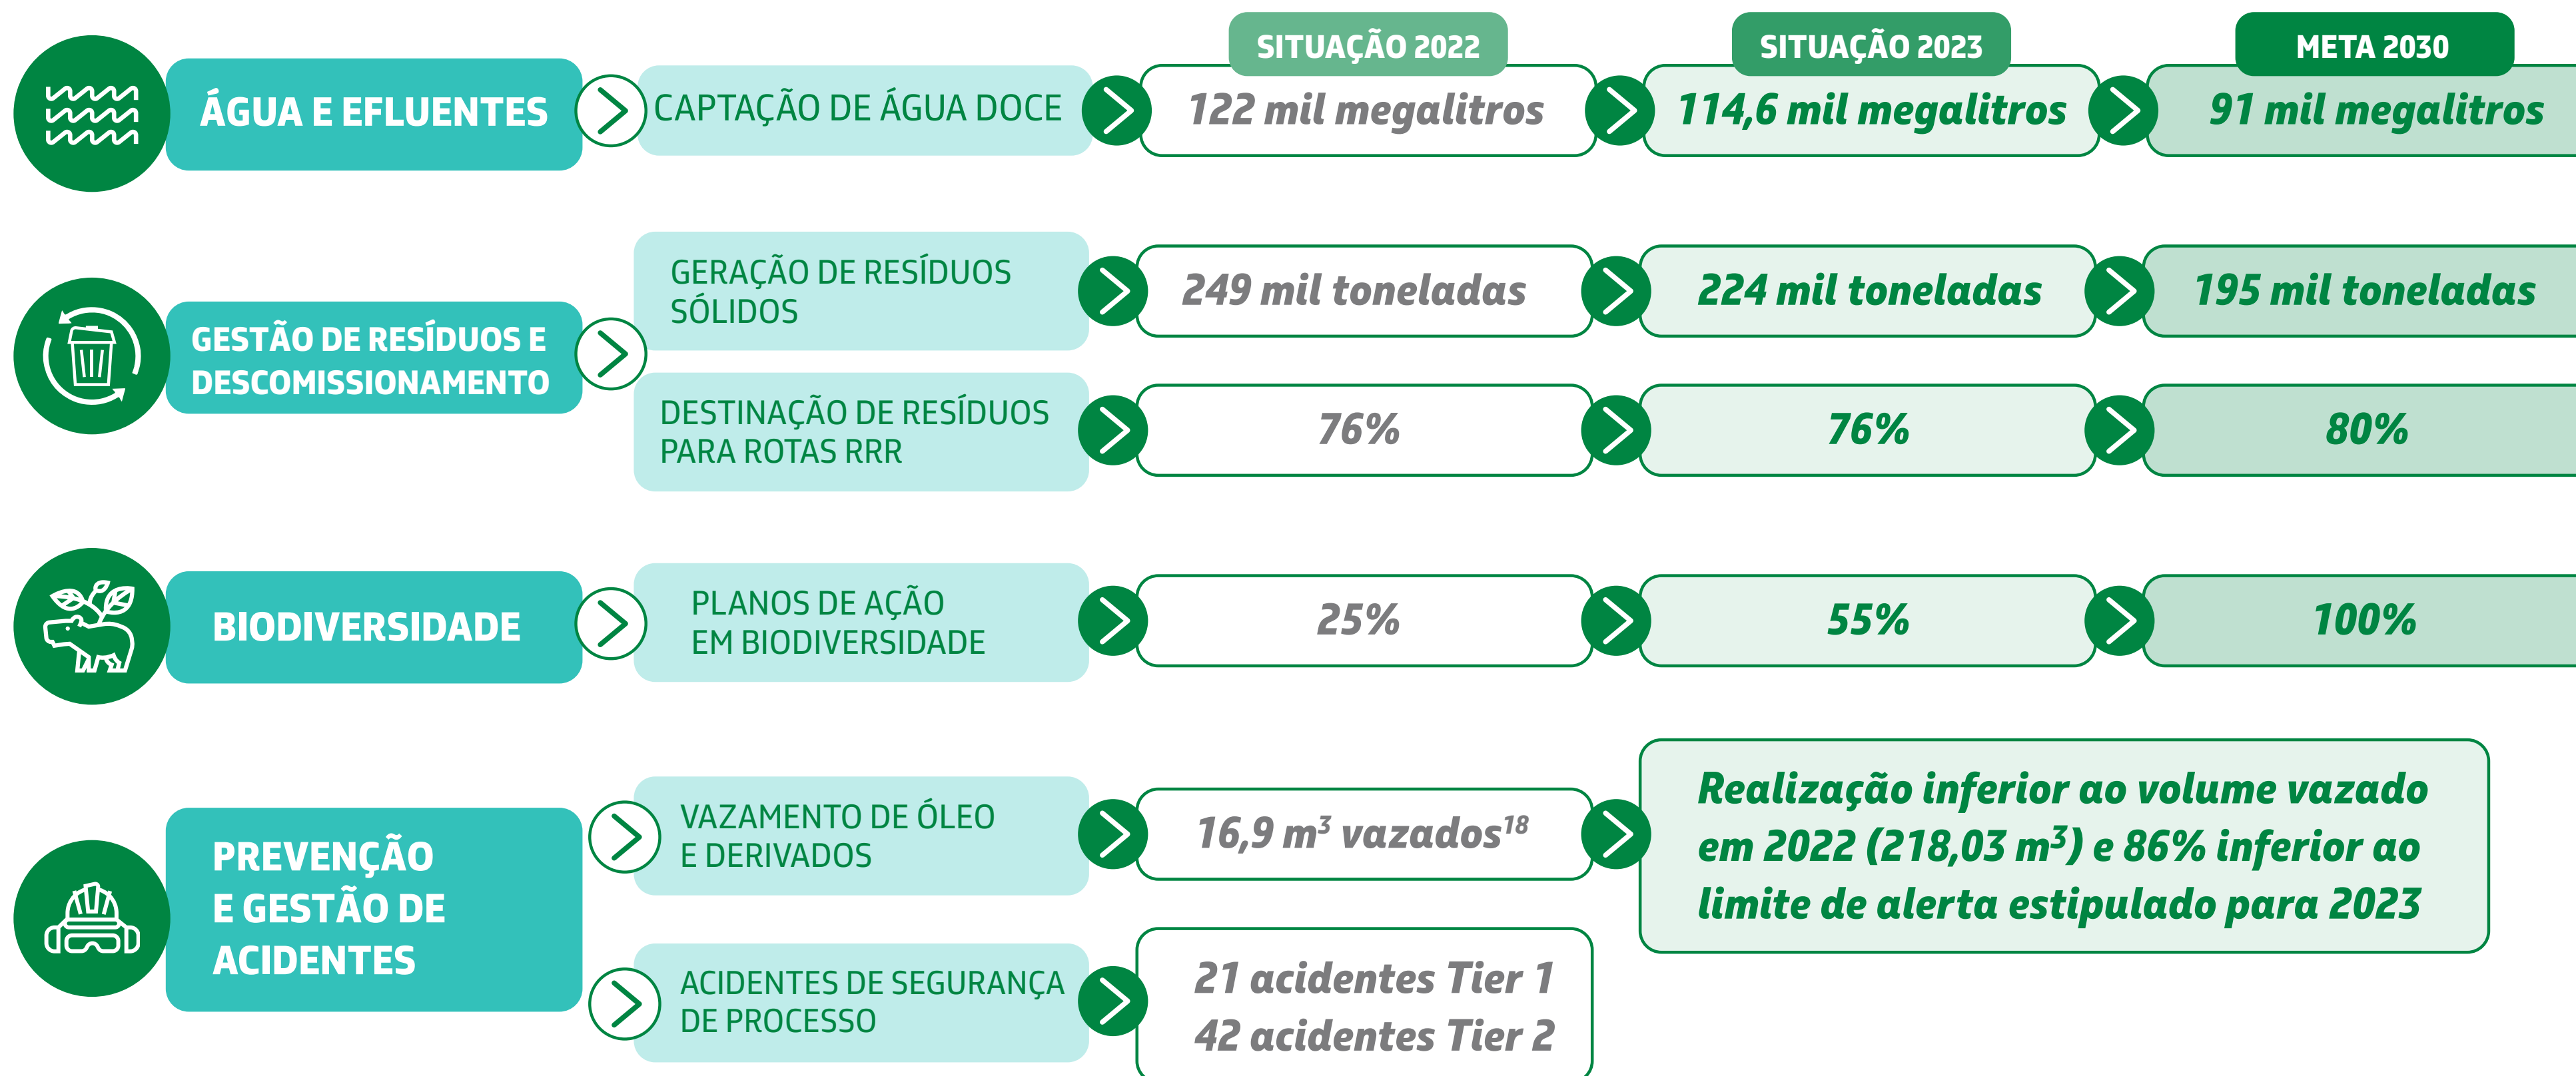 SITUAÇÃO 2022
SITUAÇÃO 2023
META 2030
ÁGUA E EFLUENTES
CAPTAÇÃO DE ÁGUA DOCE
122 mil megalitros
114,6 mil megalitros
91 mil megalitros
GESTÃO DE RESÍDUOS E
DESCOMISSIONAMENTO
GERAÇÃO DE RESÍDUOS
SÓLIDOS
249 mil toneladas
224 mil toneladas
195 mil toneladas
DESTINAÇÃO DE RESÍDUOS
PARA ROTAS RRR
76%
76%
80%
BIODIVERSIDADE
PLANOS DE AÇÃO
EM BIODIVERSIDADE
25%
55%
100%
PREVENÇÃO
E GESTÃO DE
ACIDENTES
VAZAMENTO DE ÓLEO
E DERIVADOS
16,9 m³ vazados¹⁸
Realização inferior ao volume vazado
em 2022 (218,03 m³) e 86% inferior ao
limite de alerta estipulado para 2023
ACIDENTES DE SEGURANÇA
DE PROCESSO
21 acidentes Tier 1
42 acidentes Tier 2